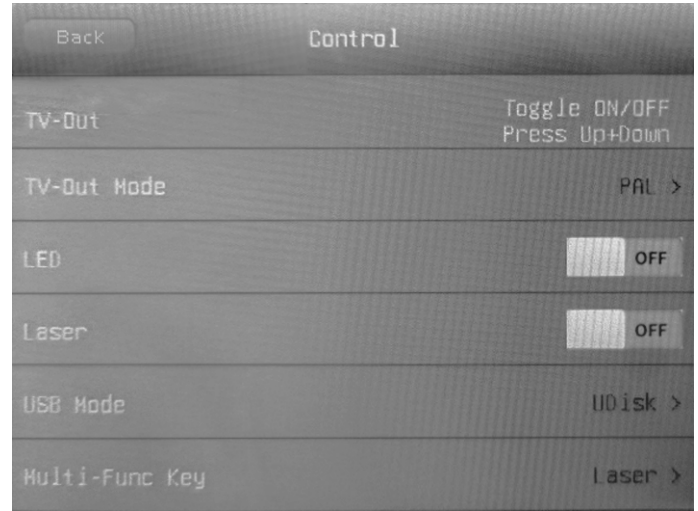 Back
Control
TV-Out
Toggle ON/OFF
Press Up+Down
TV-Out Mode
PAL >
LED
OFF
Laser
OFF
USB Mode
UDisk >
Multi-Func Key
Laser >